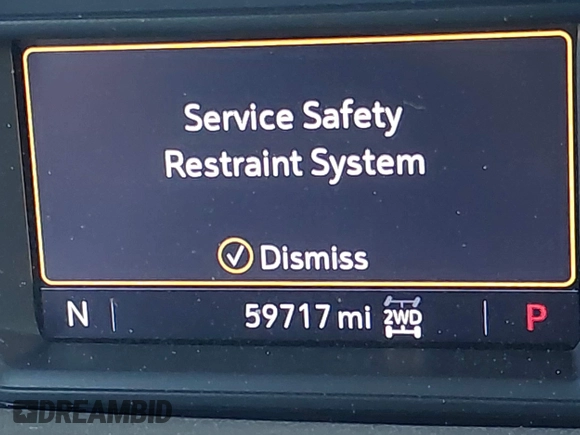 Service Safety
Restraint System
Dismiss
N 59717 mi 2WD P
DREAMBID